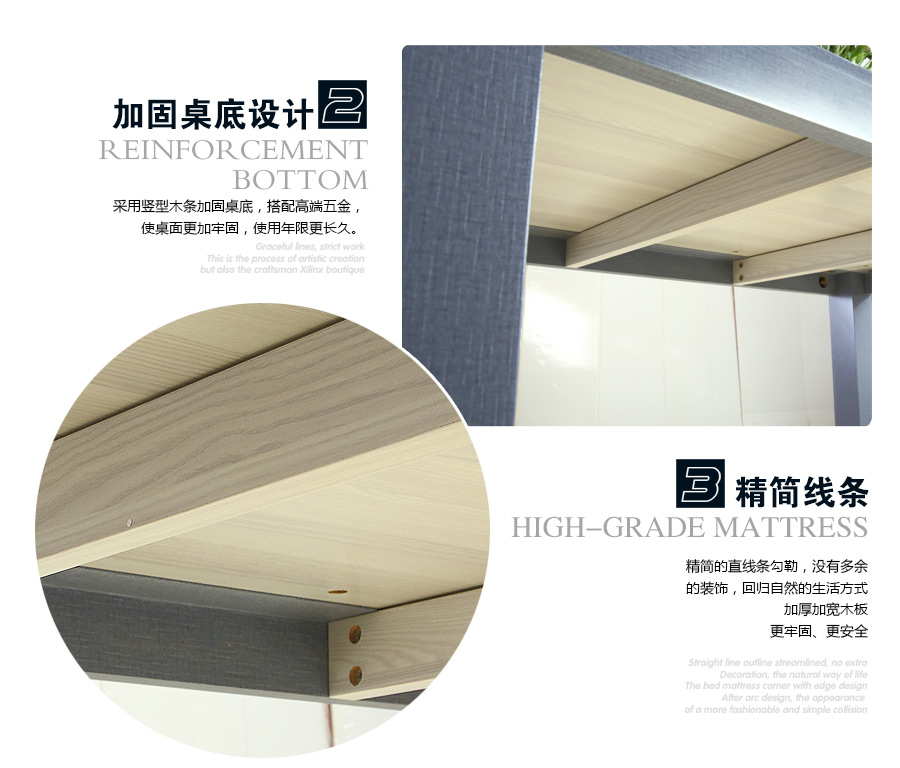 加固桌底设计 2
REINFORCEMENT
BOTTOM
采用竖型木条加固桌底，搭配高端五金，
使桌面更加牢固，使用年限更长久。
Graceful lines, strict work
This is the process of artistic creation
but also the craftsman Xilinx boutique
3 精简线条
HIGH-GRADE MATTRESS
精简的直线条勾勒，没有多余
的装饰，回归自然的生活方式
加厚加宽木板
更牢固、更安全
Straight line outline streamlined, no extra
Decoration, the natural way of life
The bed mattress corner with edge design
After arc design, the appearance
of a more fashionable and simple collision